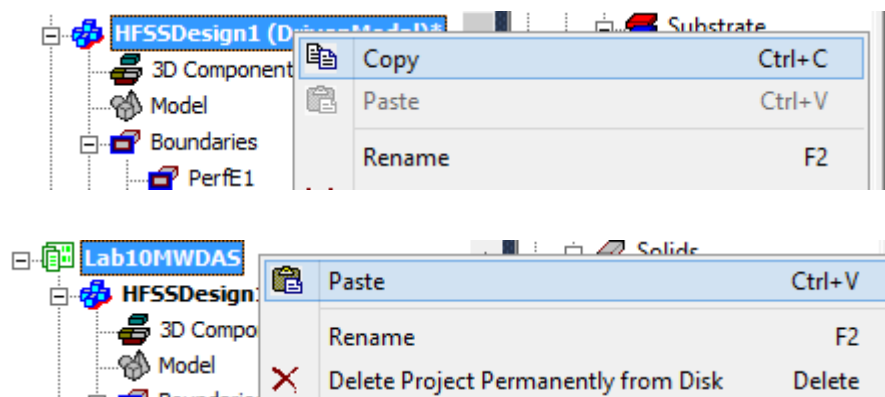 HFSSDesign1 (DrivenModal)*
Substrate
3D Component
Copy Ctrl+C
Model
Paste Ctrl+V
Boundaries
Rename F2
PerfE1
Lab10MWDAS
Solids
HFSSDesign1
Paste Ctrl+V
3D Compo
Rename F2
Model
Delete Project Permanently from Disk Delete